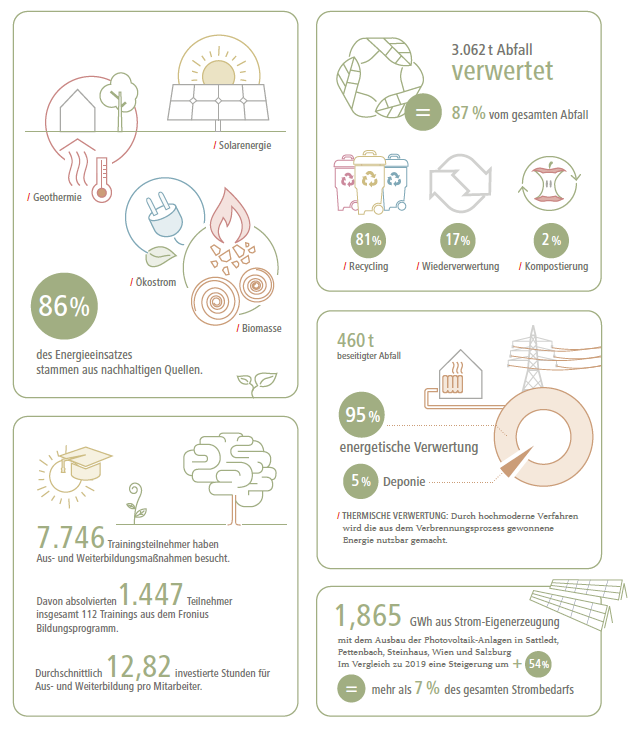 / Solarenergie
/ Geothermie
/ Ökostrom
/ Biomasse
86%
des Energieeinsatzes
stammen aus nachhaltigen Quellen.
3.062 t Abfall
verwertet
= 87 % vom gesamten Abfall
81%
/ Recycling
17%
/ Wiederverwertung
2 %
/ Kompostierung
460 t
beseitigter Abfall
95 %
energetische Verwertung
5 % Deponie
/ THERMISCHE VERWERTUNG: Durch hochmoderne Verfahren
wird die aus dem Verbrennungsprozess gewonnene
Energie nutzbar gemacht.
7.746 Trainingsteilnehmer haben
Aus- und Weiterbildungsmaßnahmen besucht.
Davon absolvierten 1.447 Teilnehmer
insgesamt 112 Trainings aus dem Fronius
Bildungsprogramm.
Durchschnittlich 12,82 investierte Stunden für
Aus- und Weiterbildung pro Mitarbeiter.
1,865 GWh aus Strom-Eigenerzeugung
mit dem Ausbau der Photovoltaik-Anlagen in Sattledt,
Pettenbach, Steinhaus, Wien und Salzburg
Im Vergleich zu 2019 eine Steigerung um + 54%
= mehr als 7 % des gesamten Strombedarfs